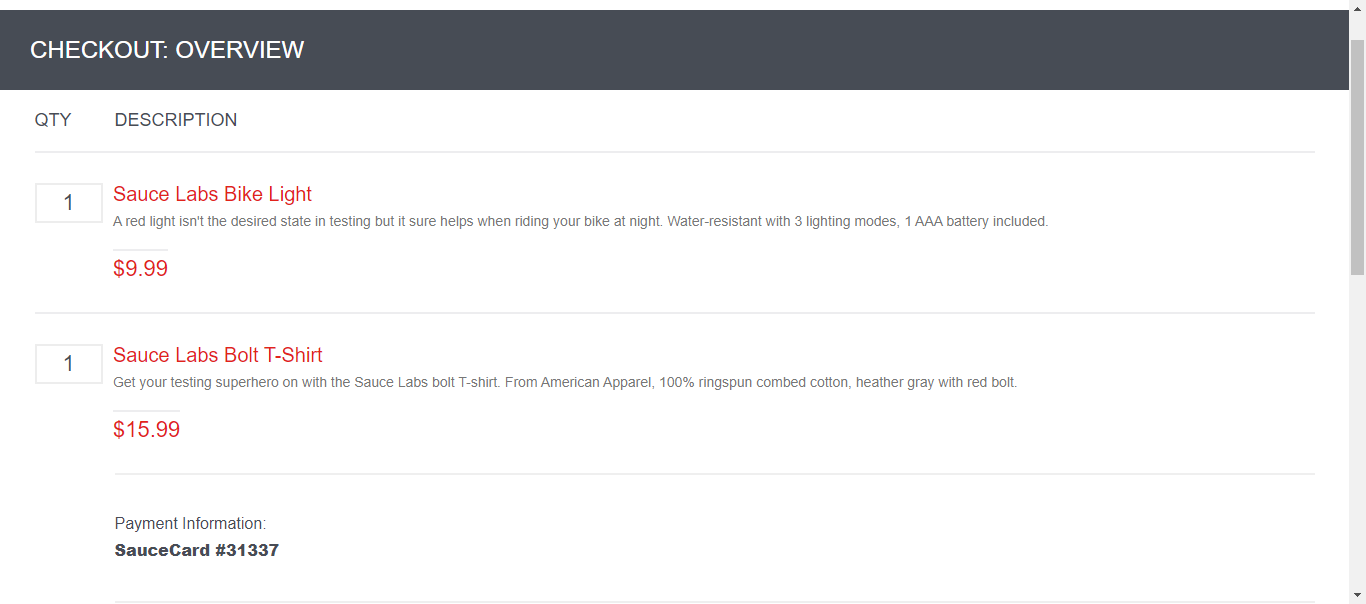 CHECKOUT: OVERVIEW
QTY DESCRIPTION
1 Sauce Labs Bike Light
A red light isn't the desired state in testing but it sure helps when riding your bike at night. Water-resistant with 3 lighting modes, 1 AAA battery included.
$9.99
1 Sauce Labs Bolt T-Shirt
Get your testing superhero on with the Sauce Labs bolt T-shirt. From American Apparel, 100% ringspun combed cotton, heather gray with red bolt.
$15.99
Payment Information:
SauceCard #31337